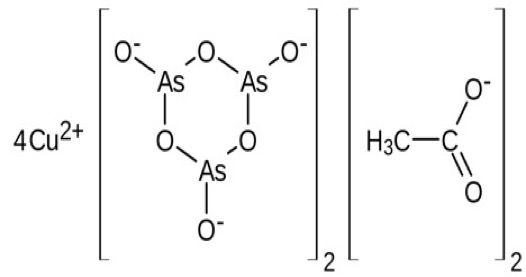 O⁻ O O⁻
As As
4Cu²⁺ O O H₃C C O⁻
As O
O⁻
2 2